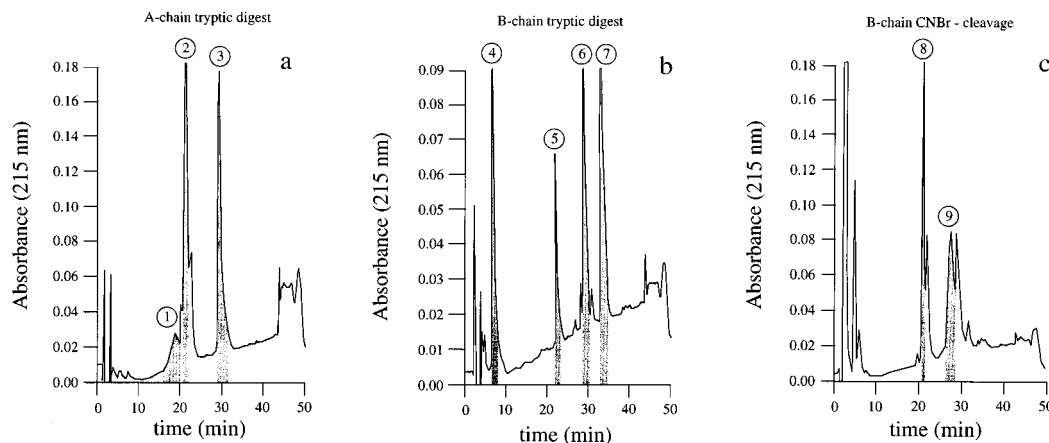 A-chain tryptic digest
a
Absorbance (215 nm)
0.18
0.16
0.14
0.12
0.10
0.08
0.06
0.04
0.02
0.00
1
2
3
0 10 20 30 40 50
time (min)
B-chain tryptic digest
b
Absorbance (215 nm)
0.09
0.08
0.07
0.06
0.05
0.04
0.03
0.02
0.01
0.00
4
5
6
7
0 10 20 30 40 50
time (min)
B-chain CNBr - cleavage
c
Absorbance (215 nm)
0.18
0.16
0.14
0.12
0.10
0.08
0.06
0.04
0.02
0.00
8
9
0 10 20 30 40 50
time (min)